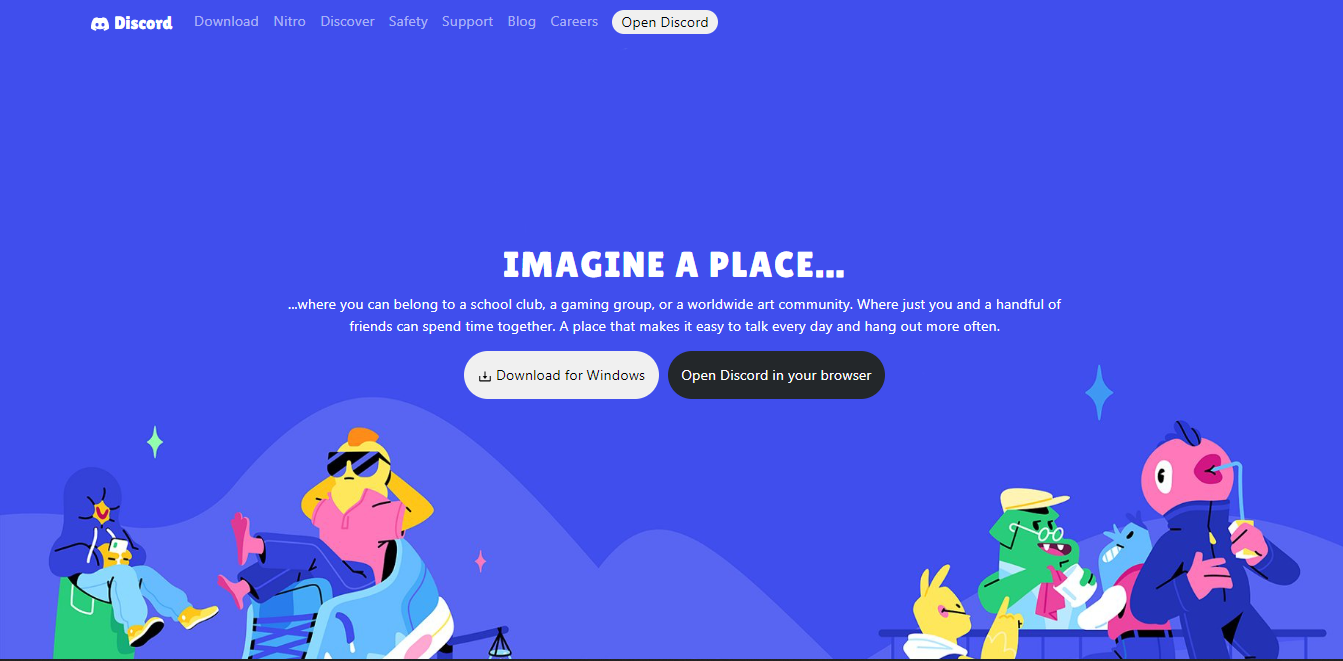 Discord Download Nitro Discover Safety Support Blog Careers Open Discord
IMAGINE A PLACE...
...where you can belong to a school club, a gaming group, or a worldwide art community. Where just you and a handful of
friends can spend time together. A place that makes it easy to talk every day and hang out more often.
Download for Windows Open Discord in your browser